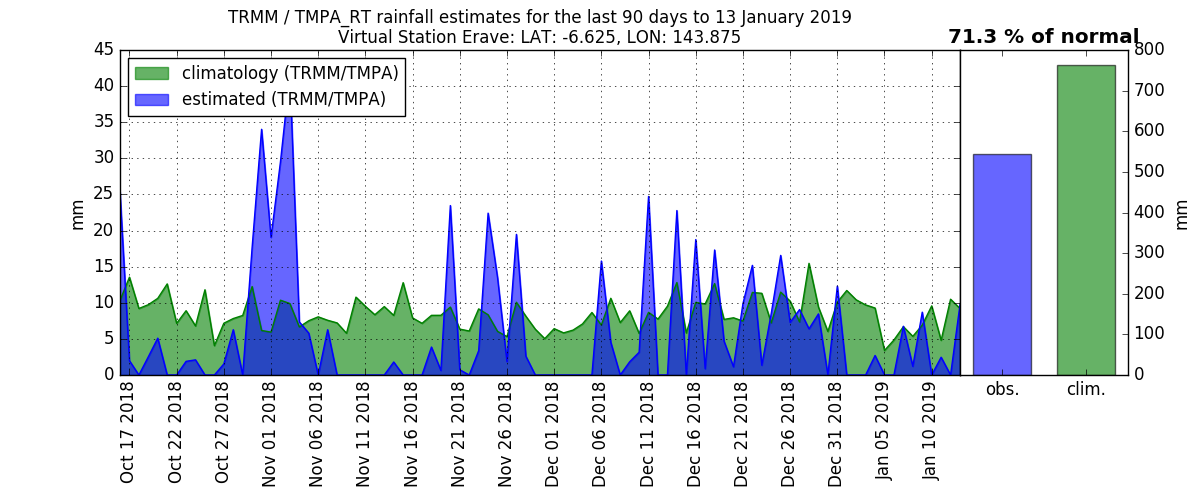 TRMM / TMPA_RT rainfall estimates for the last 90 days to 13 January 2019
Virtual Station Erave: LAT: -6.625, LON: 143.875
71.3 % of normal
climatology (TRMM/TMPA)
estimated (TRMM/TMPA)
45
40
35
30
25
20
15
10
5
0
mm
Oct 17 2018
Oct 22 2018
Oct 27 2018
Nov 01 2018
Nov 06 2018
Nov 11 2018
Nov 16 2018
Nov 21 2018
Nov 26 2018
Dec 01 2018
Dec 06 2018
Dec 11 2018
Dec 16 2018
Dec 21 2018
Dec 26 2018
Dec 31 2018
Jan 05 2019
Jan 10 2019
obs.
clim.
800
700
600
500
400
300
200
100
0
mm